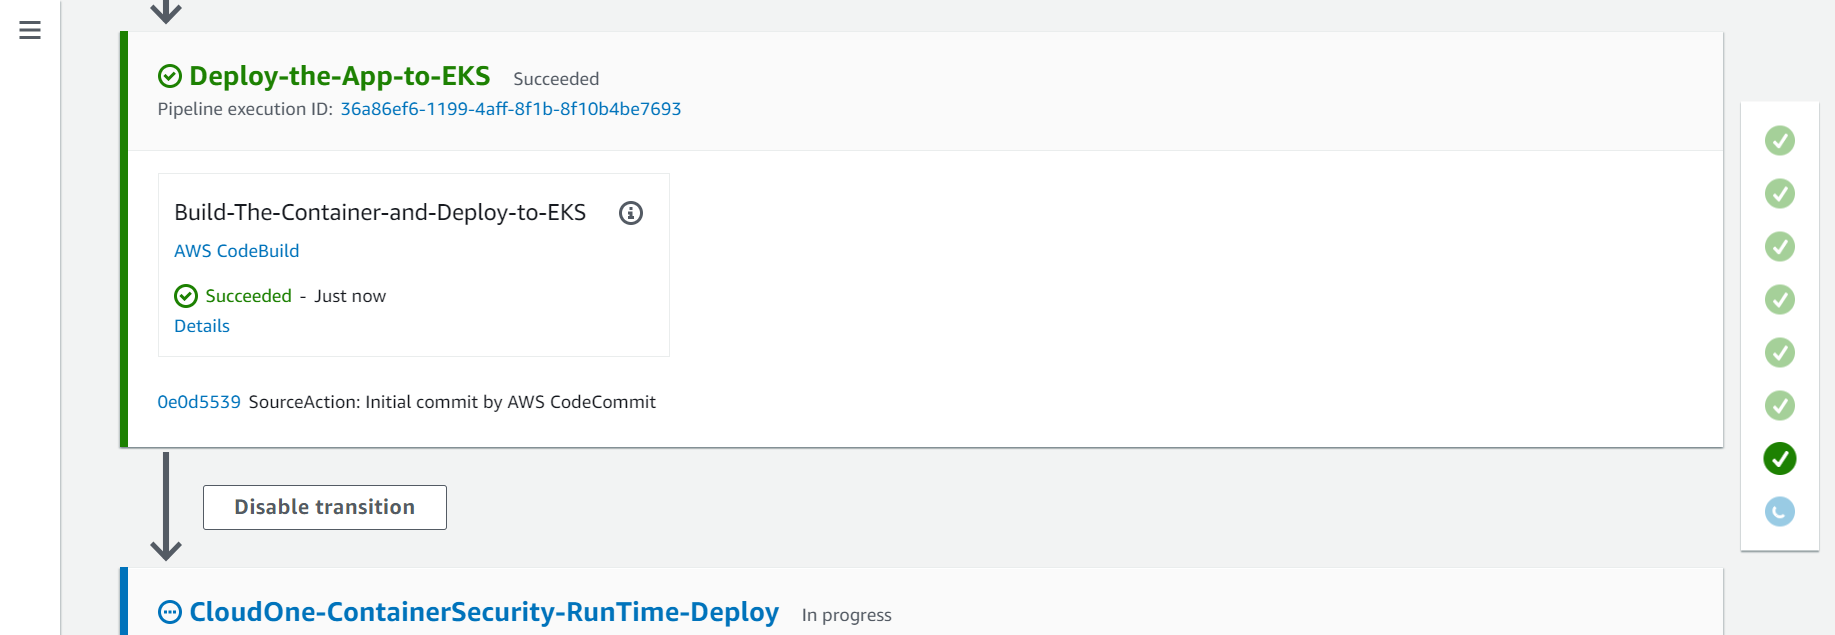 Deploy-the-App-to-EKS Succeeded
Pipeline execution ID: 36a86ef6-1199-4aff-8f1b-8f10b4be7693
Build-The-Container-and-Deploy-to-EKS
AWS CodeBuild
Succeeded - Just now
Details
0e0d5539 SourceAction: Initial commit by AWS CodeCommit
Disable transition
CloudOne-ContainerSecurity-RunTime-Deploy In progress